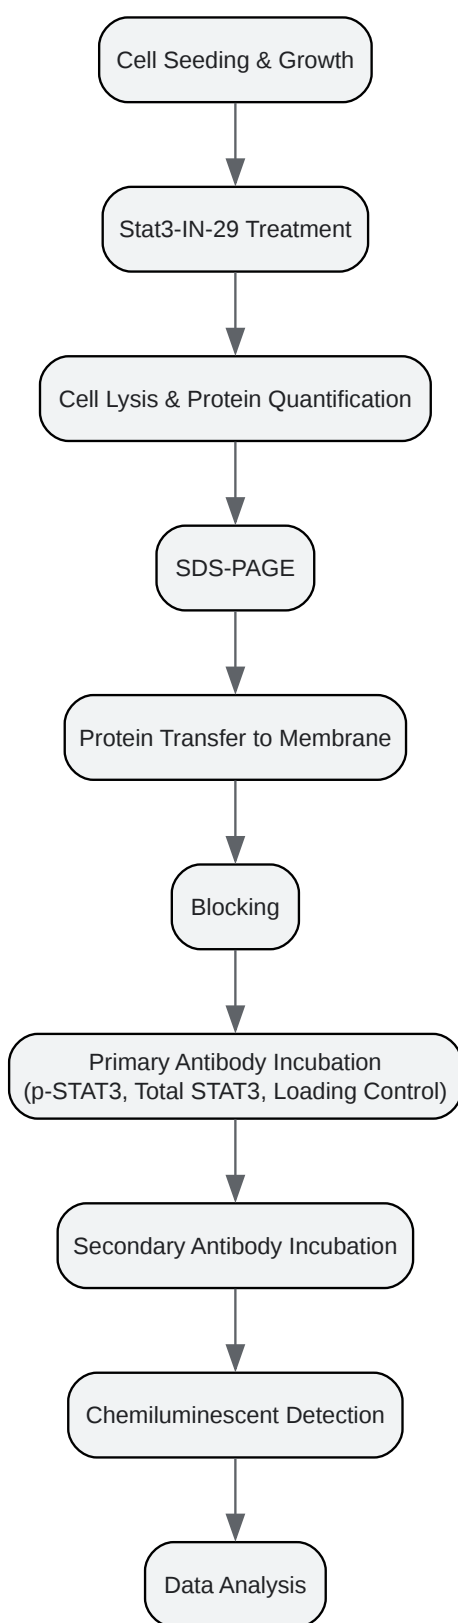 Cell Seeding & Growth
Stat3-IN-29 Treatment
Cell Lysis & Protein Quantification
SDS-PAGE
Protein Transfer to Membrane
Blocking
Primary Antibody Incubation
(p-STAT3, Total STAT3, Loading Control)
Secondary Antibody Incubation
Chemiluminescent Detection
Data Analysis